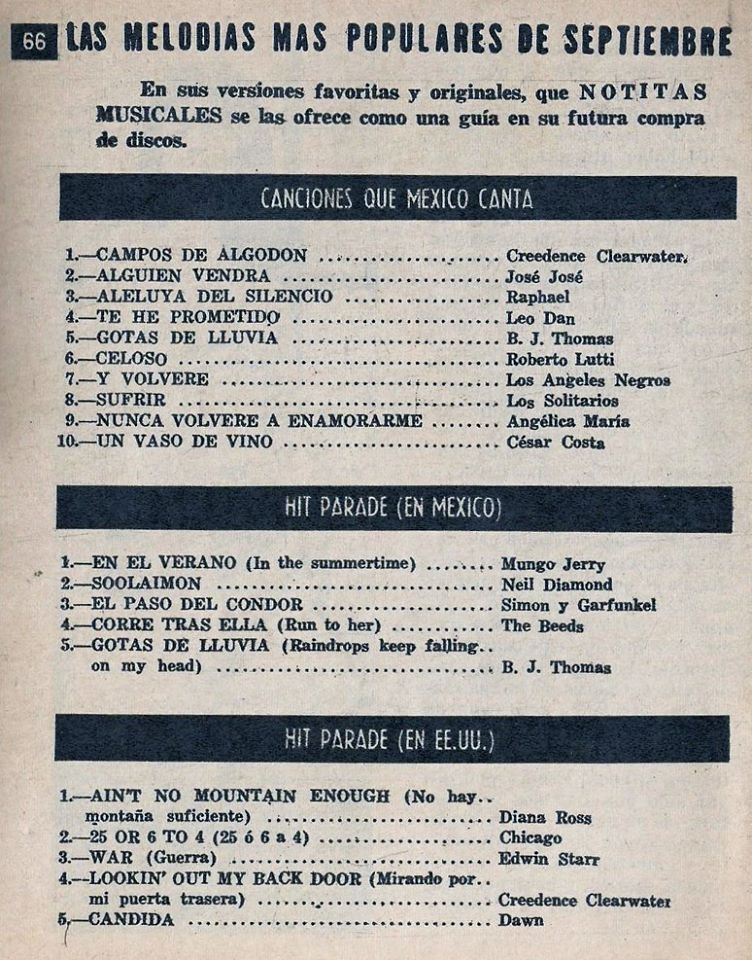 66 LAS MELODIAS MAS POPULARES DE SEPTIEMBRE
En sus versiones favoritas y originales, que NOTITAS
MUSICALES se las ofrece como una guía en su futura compra
de discos.
CANCIONES QUE MEXICO CANTA
1.—CAMPOS DE ALGODON .................... Creedence Clearwater.
2.—ALGUIEN VENDRA ........................ José José
3.—ALELUYA DEL SILENCIO ................. Raphael
4.—TE HE PROMETIDO ....................... Leo Dan
5.—GOTAS DE LLUVIA ....................... B. J. Thomas
6.—CELOSO ................................... Roberto Lutti
7.—Y VOLVERE ............................... Los Angeles Negros
8.—SUFRIR ................................... Los Solitarios
9.—NUNCA VOLVERE A ENAMORARME ........ Angélica María
10.—UN VASO DE VINO ........................ César Costa
HIT PARADE (EN MEXICO)
1.—EN EL VERANO (In the summertime) ........ Mungo Jerry
2.—SOOLAIMON ............................... Neil Diamond
3.—EL PASO DEL CONDOR .................... Simon y Garfunkel
4.—CORRE TRAS ELLA (Run to her) ............ The Beeds
5.—GOTAS DE LLUVIA (Raindrops keep falling..
on my head) ............................... B. J. Thomas
HIT PARADE (EN EE.UU.)
1.—AIN'T NO MOUNTAIN ENOUGH (No hay..
montaña suficiente) ......................... Diana Ross
2.—25 OR 6 TO 4 (25 ó 6 a 4) ................... Chicago
3.—WAR (Guerra) ............................. Edwin Starr
4.—LOOKIN' OUT MY BACK DOOR (Mirando por..
mi puerta trasera) .......................... Creedence Clearwater
5.—CANDIDA .................................. Dawn